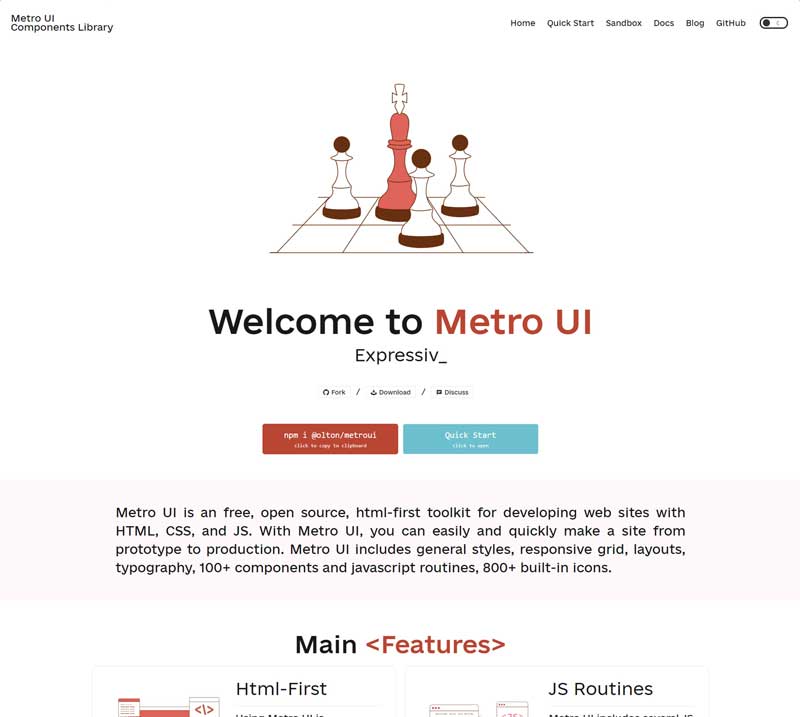 Metro UI
Components Library
Home Quick Start Sandbox Docs Blog GitHub
Welcome to Metro UI
Expressiv_
Fork / Download / Discuss
npm i @olton/metroui
click to copy to clipboard
Quick Start
click to open
Metro UI is an free, open source, html-first toolkit for developing web sites with
HTML, CSS, and JS. With Metro UI, you can easily and quickly make a site from
prototype to production. Metro UI includes general styles, responsive grid, layouts,
typography, 100+ components and javascript routines, 800+ built-in icons.
Main <Features>
Html-First
</>
JS Routines
</JS>